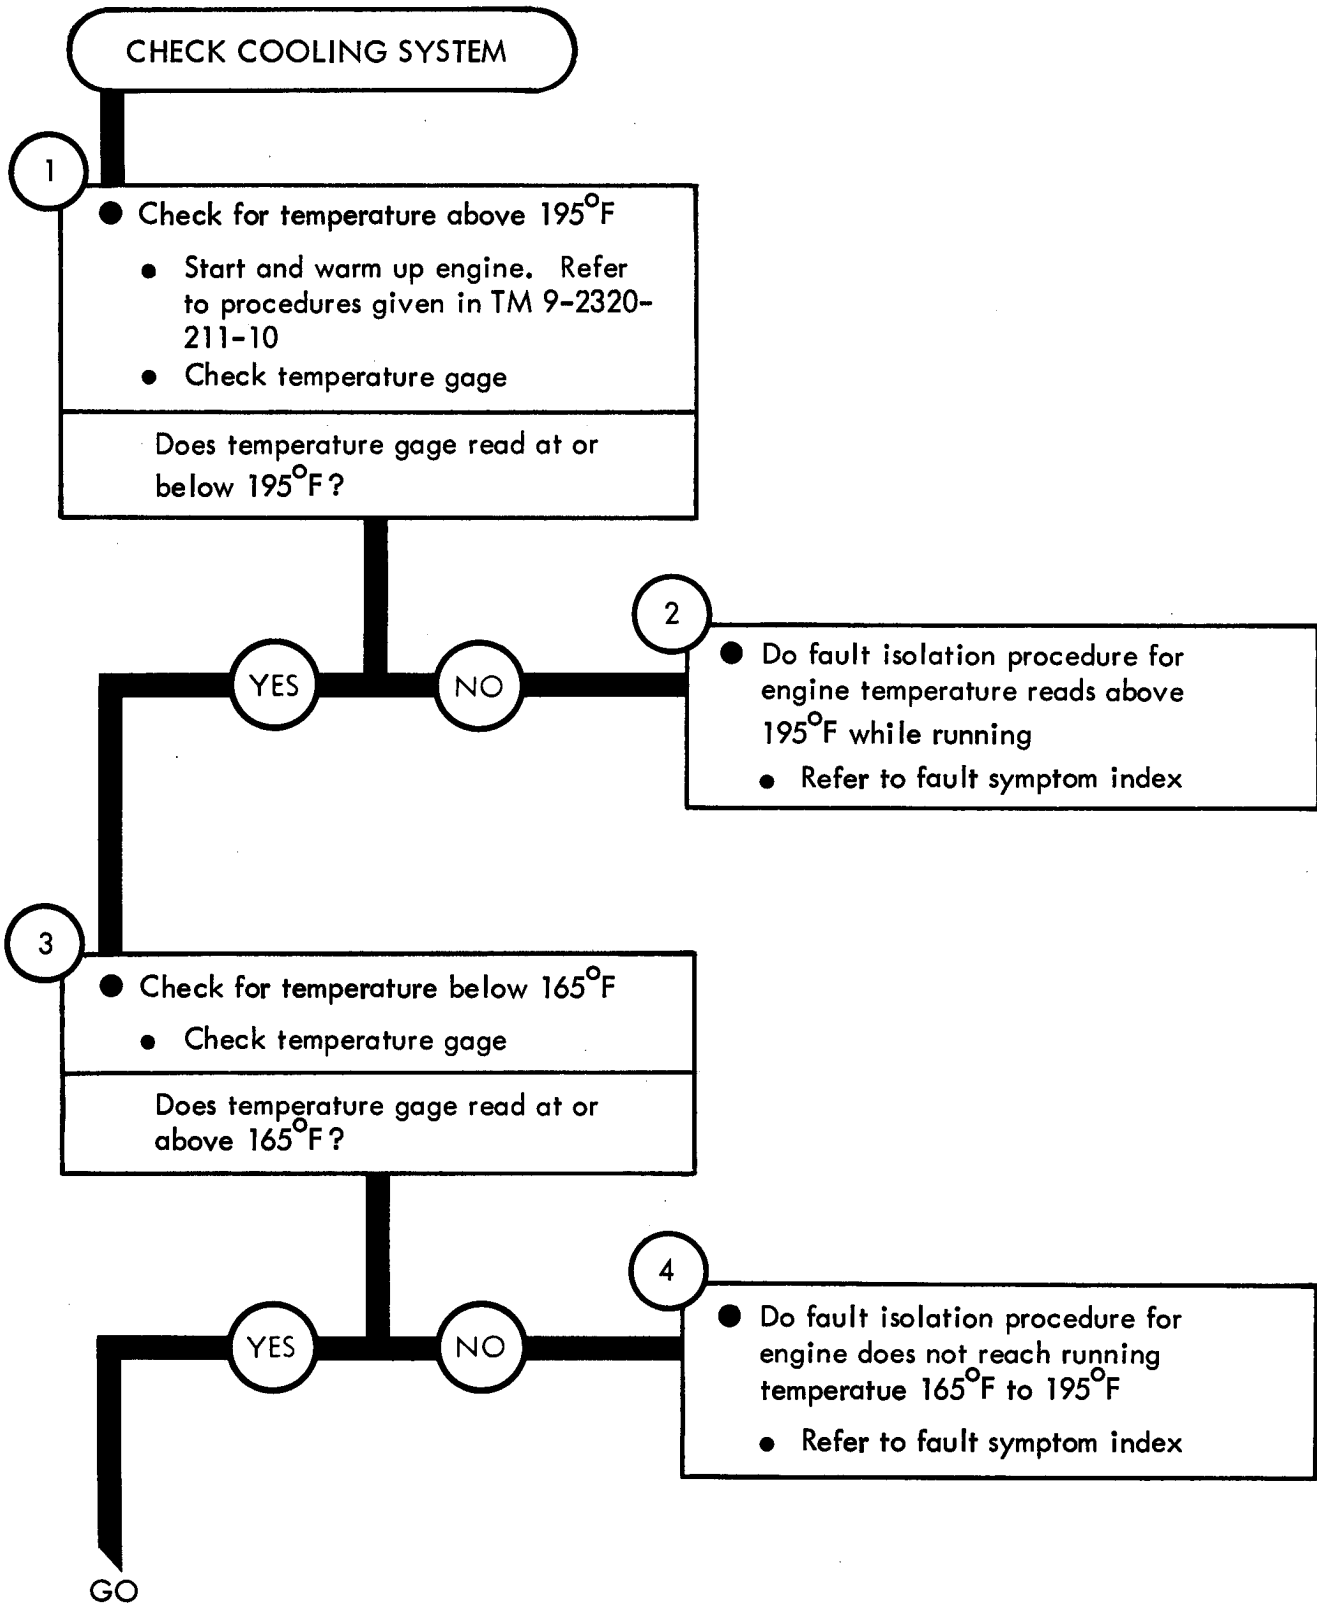 CHECK COOLING SYSTEM
1
● Check for temperature above 195°F
● Start and warm up engine. Refer
to procedures given in TM 9-2320-
211-10
● Check temperature gage
Does temperature gage read at or
below 195°F?
YES
NO
2
● Do fault isolation procedure for
engine temperature reads above
195°F while running
● Refer to fault symptom index
3
● Check for temperature below 165°F
● Check temperature gage
Does temperature gage read at or
above 165°F?
YES
NO
4
● Do fault isolation procedure for
engine does not reach running
temperatue 165°F to 195°F
● Refer to fault symptom index
GO